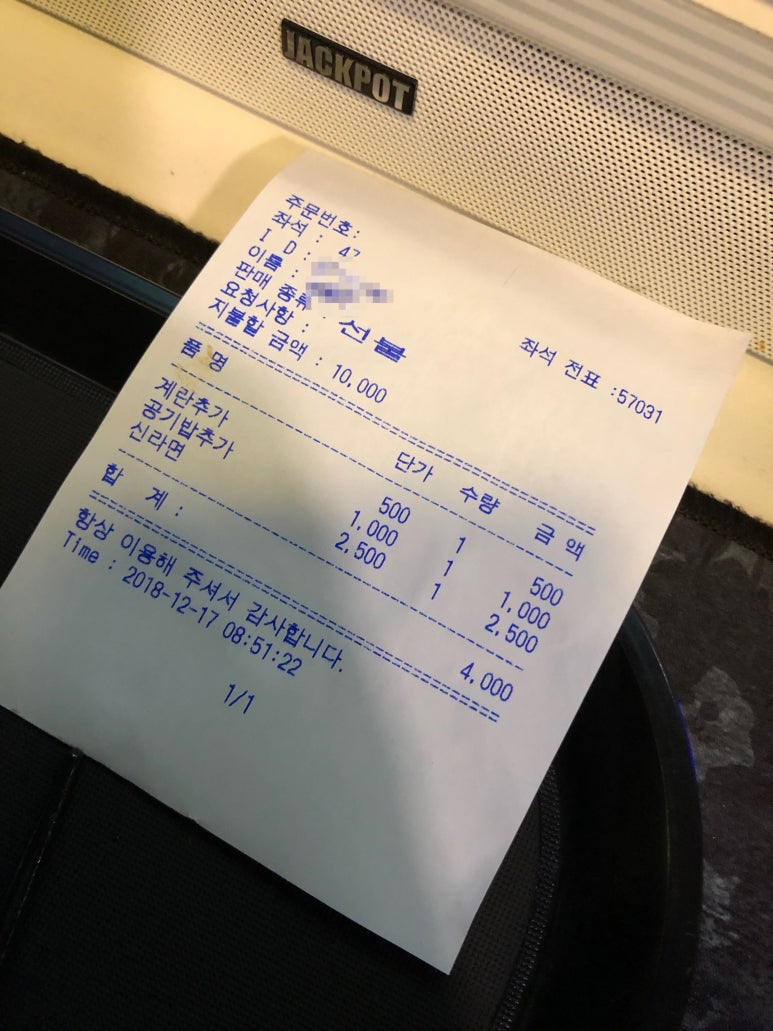 JACKPOT
주문번호:
좌석 전표 :57031
좌석 :
I D :
이름 :
판매 종류 : 선불
요청사항 :
지불할 금액 : 10,000
품 명 단가 수량 금 액
계란추가 500 1 500
공기밥추가 1,000 1 1,000
신라면 2,500 1 2,500
합 계 : 4,000
항상 이용해 주셔서 감사합니다.
Time : 2018-12-17 08:51:22
1/1